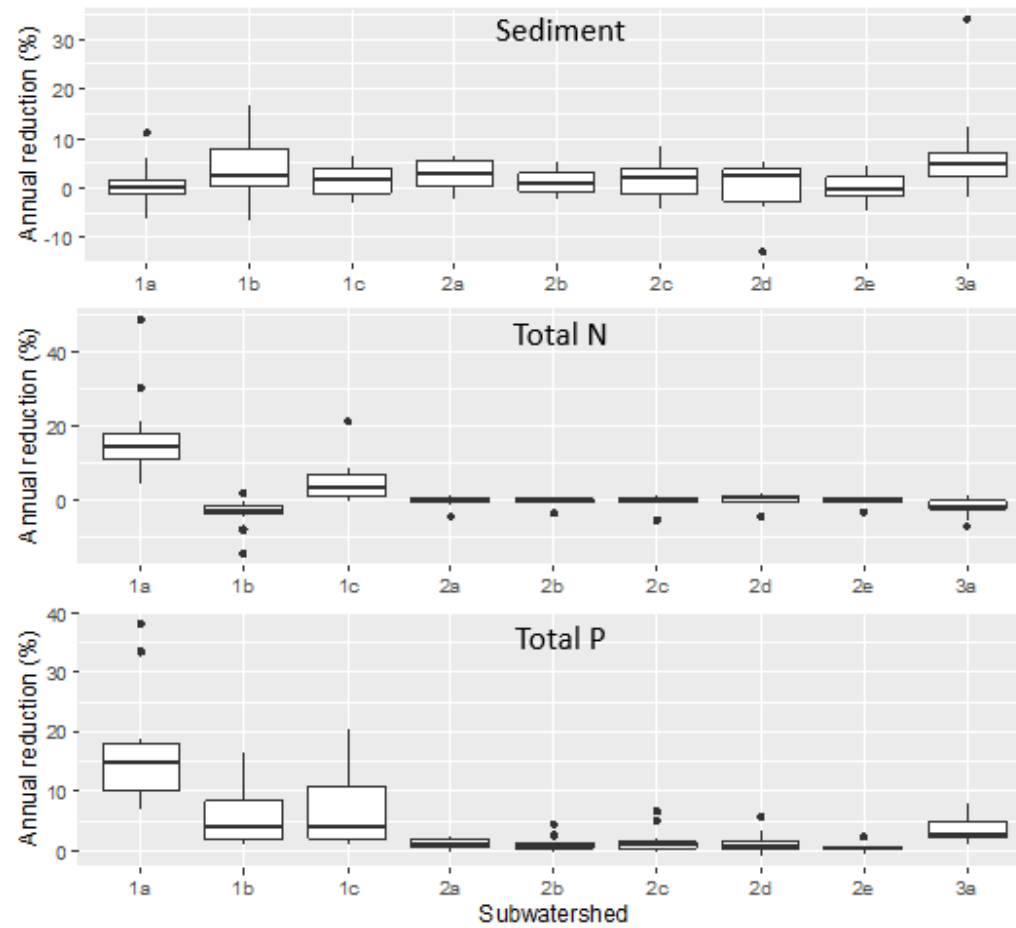 Sediment
Annual reduction (%)
30
20
10
0
-10
1a 1b 1c 2a 2b 2c 2d 2e 3a
Total N
Annual reduction (%)
40
20
0
1a 1b 1c 2a 2b 2c 2d 2e 3a
Total P
Annual reduction (%)
40
30
20
10
0
1a 1b 1c 2a 2b 2c 2d 2e 3a
Subwatershed